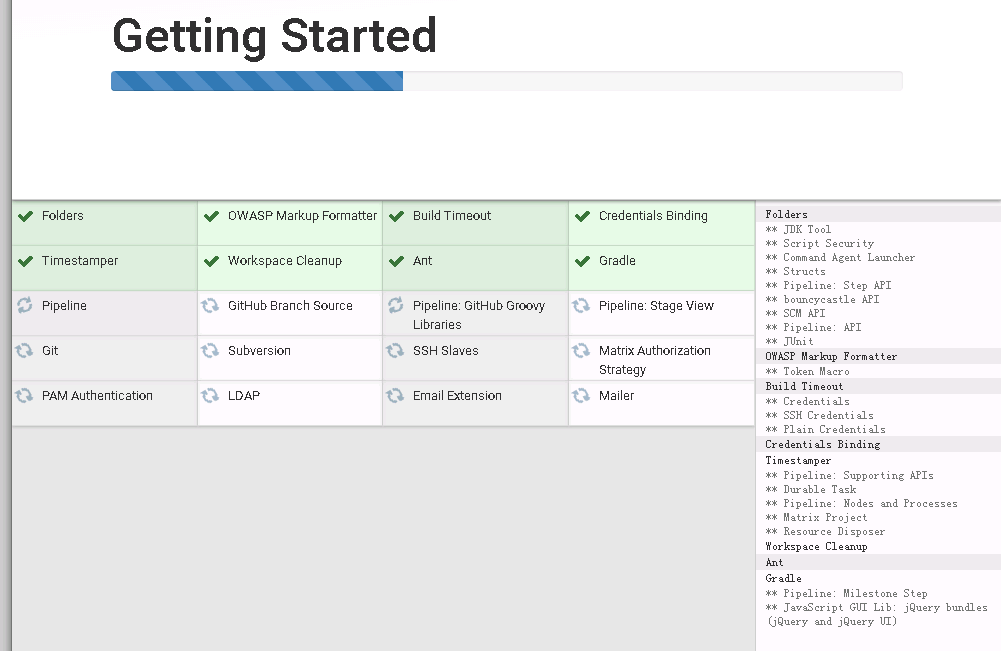 Getting Started
Folders
OWASP Markup Formatter
Build Timeout
Credentials Binding
Timestamper
Workspace Cleanup
Ant
Gradle
Pipeline
GitHub Branch Source
Pipeline: GitHub Groovy
Libraries
Pipeline: Stage View
Git
Subversion
SSH Slaves
Matrix Authorization
Strategy
PAM Authentication
LDAP
Email Extension
Mailer
Folders
** JDK Tool
** Script Security
** Command Agent Launcher
** Structs
** Pipeline: Step API
** bouncycastle API
** SCM API
** Pipeline: API
** JUnit
OWASP Markup Formatter
** Token Macro
Build Timeout
** Credentials
** SSH Credentials
** Plain Credentials
Credentials Binding
Timestamper
** Pipeline: Supporting APIs
** Durable Task
** Pipeline: Nodes and Processes
** Matrix Project
** Resource Disposer
Workspace Cleanup
Ant
Gradle
** Pipeline: Milestone Step
** JavaScript GUI Lib: jQuery bundles
(jQuery and jQuery UI)